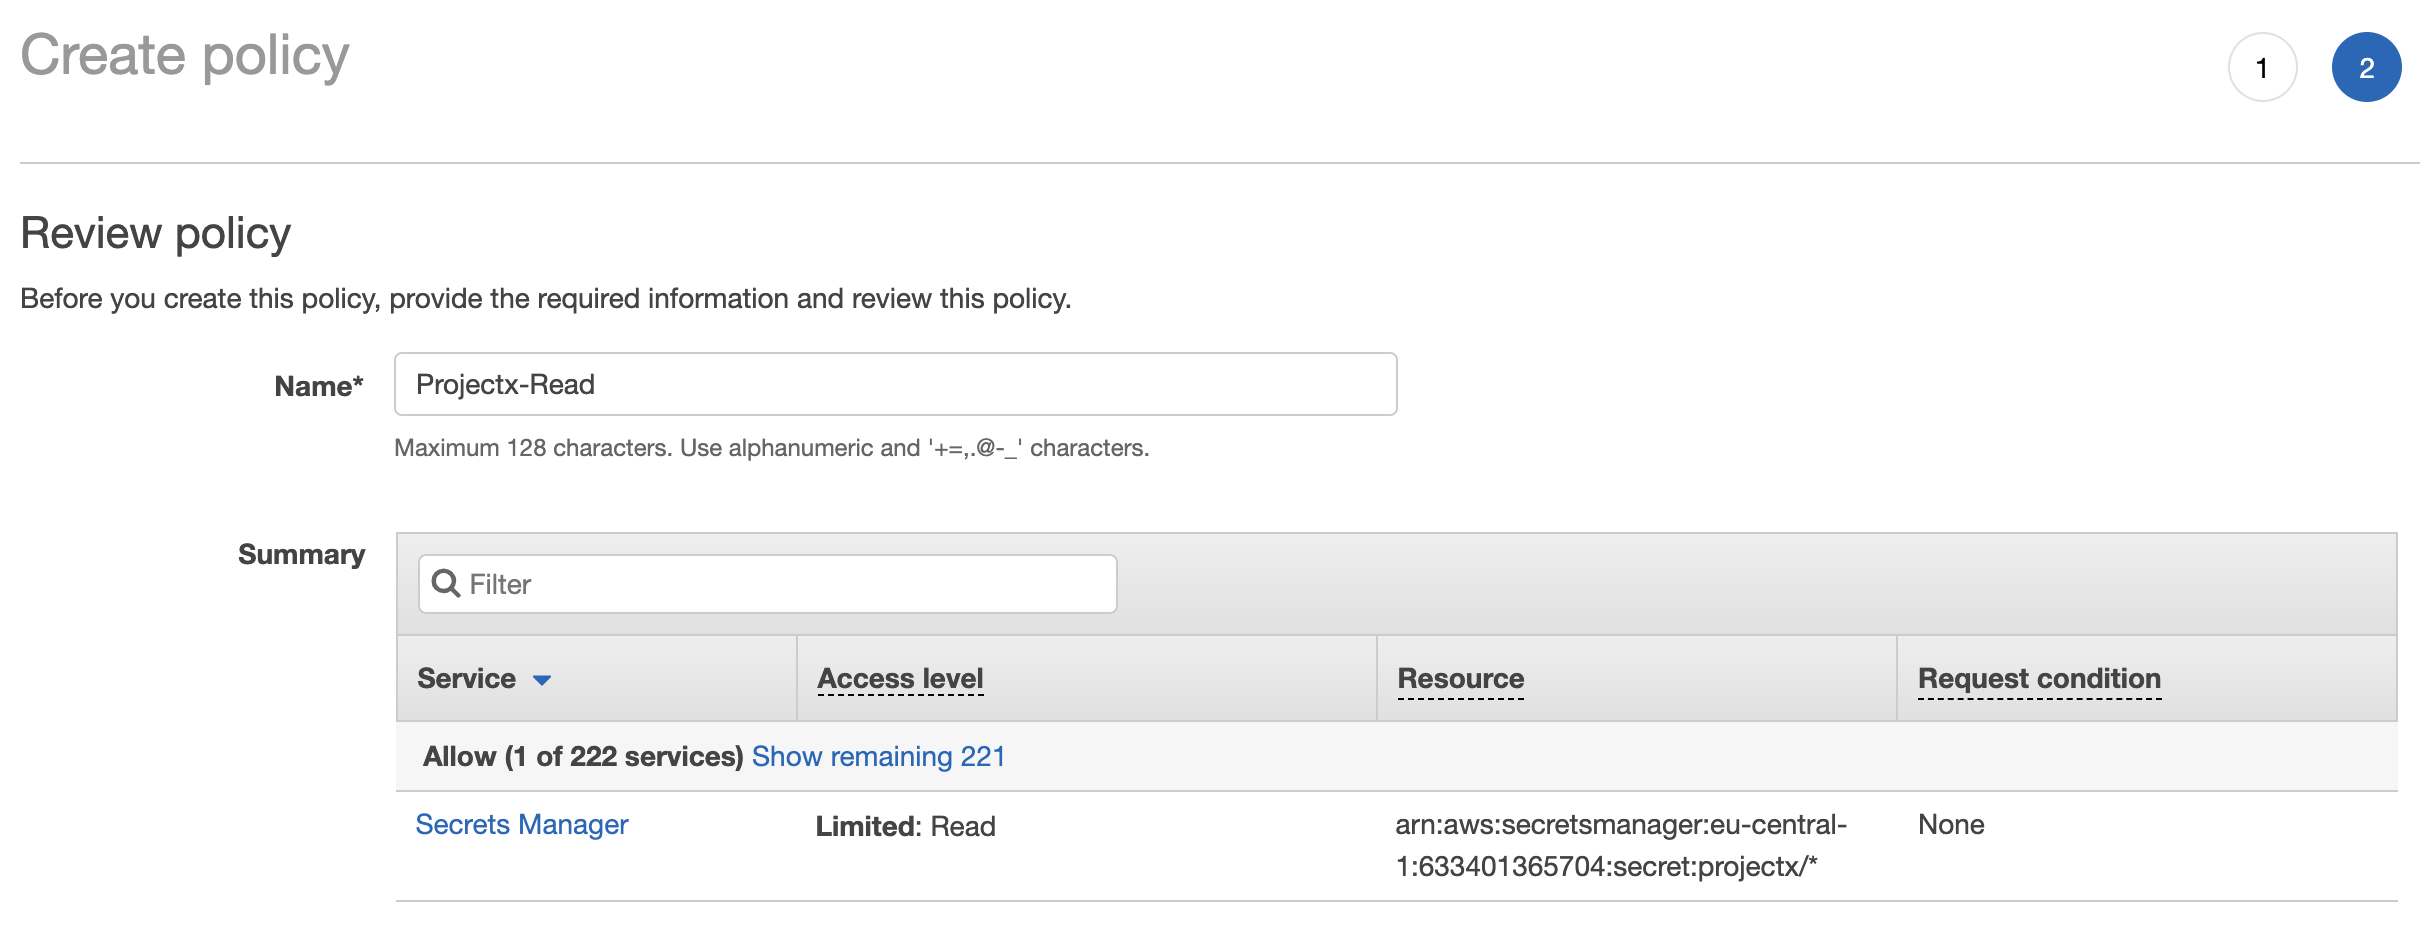 Create policy
1
2
Review policy
Before you create this policy, provide the required information and review this policy.
Name*
Projectx-Read
Maximum 128 characters. Use alphanumeric and '+=,.@-_' characters.
Summary
Filter
Service
Access level
Resource
Request condition
Allow (1 of 222 services) Show remaining 221
Secrets Manager
Limited: Read
arn:aws:secretsmanager:eu-central-
1:633401365704:secret:projectx/*
None